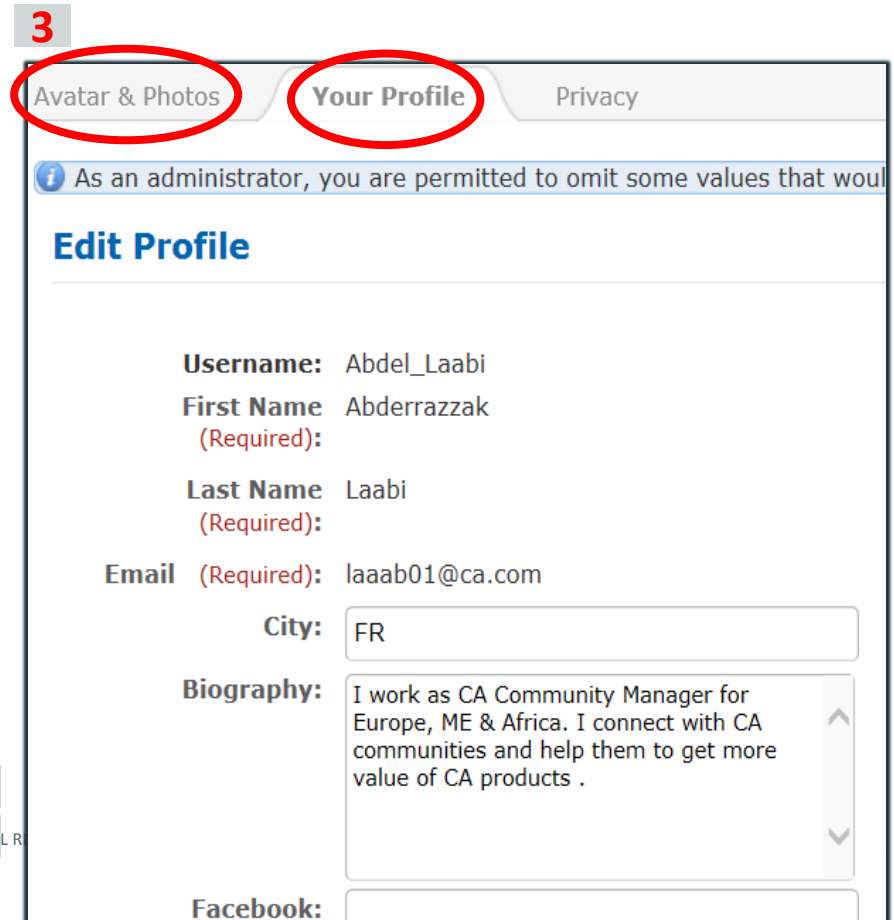 3
Avatar & Photos Your Profile Privacy
As an administrator, you are permitted to omit some values that woul
Edit Profile
Username: Abdel_Laabi
First Name Abderrazzak
(Required):
Last Name Laabi
(Required):
Email (Required): laaab01@ca.com
City: FR
Biography: I work as CA Community Manager for
Europe, ME & Africa. I connect with CA
communities and help them to get more
value of CA products .
L R
Facebook: